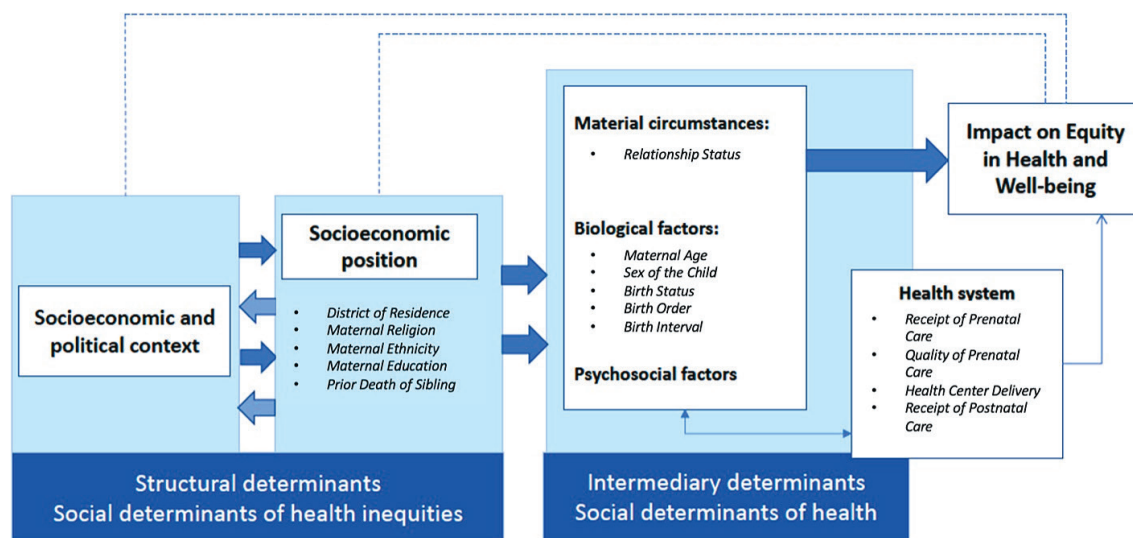 Socioeconomic and
political context
Socioeconomic
position
• District of Residence
• Maternal Religion
• Maternal Ethnicity
• Maternal Education
• Prior Death of Sibling
Structural determinants
Social determinants of health inequities
Material circumstances:
• Relationship Status
Biological factors:
• Maternal Age
• Sex of the Child
• Birth Status
• Birth Order
• Birth Interval
Psychosocial factors
Intermediary determinants
Social determinants of health
Health system
• Receipt of Prenatal
Care
• Quality of Prenatal
Care
• Health Center Delivery
• Receipt of Postnatal
Care
Impact on Equity
in Health and
Well-being